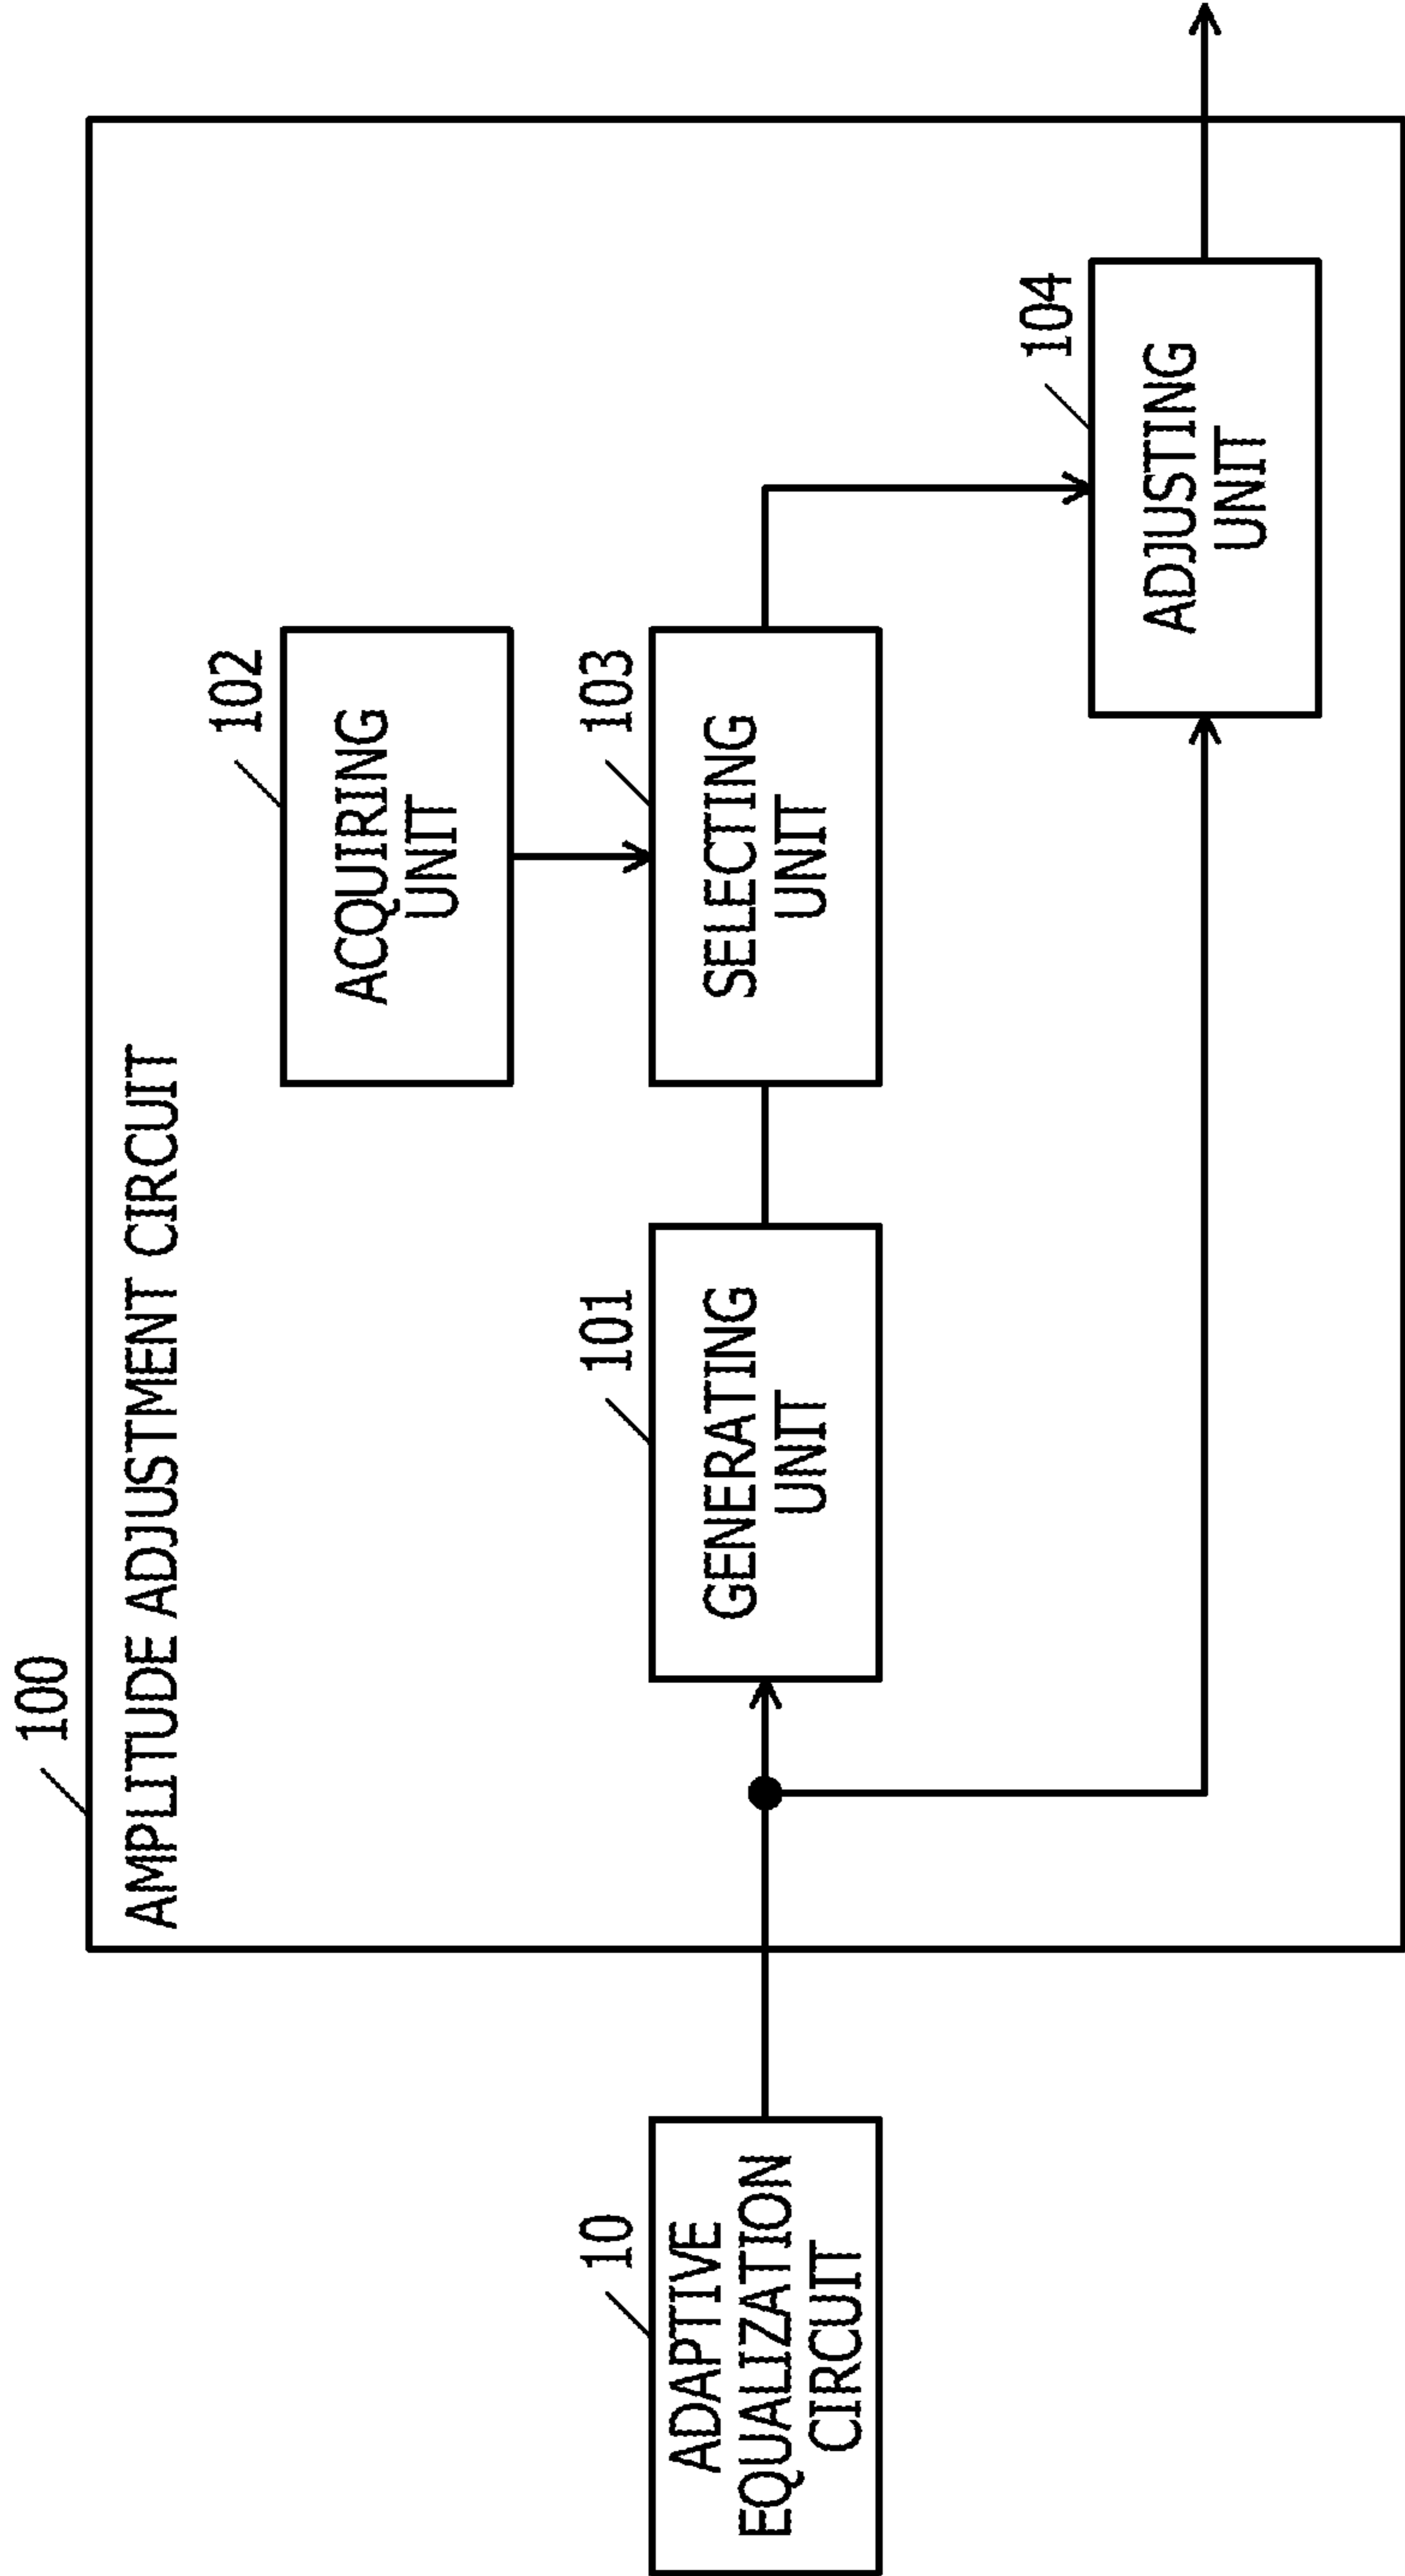 100
AMPLITUDE ADJUSTMENT CIRCUIT
102
ACQUIRING
UNIT
10
ADAPTIVE
EQUALIZATION
CIRCUIT
101
GENERATING
UNIT
103
SELECTING
UNIT
104
ADJUSTING
UNIT